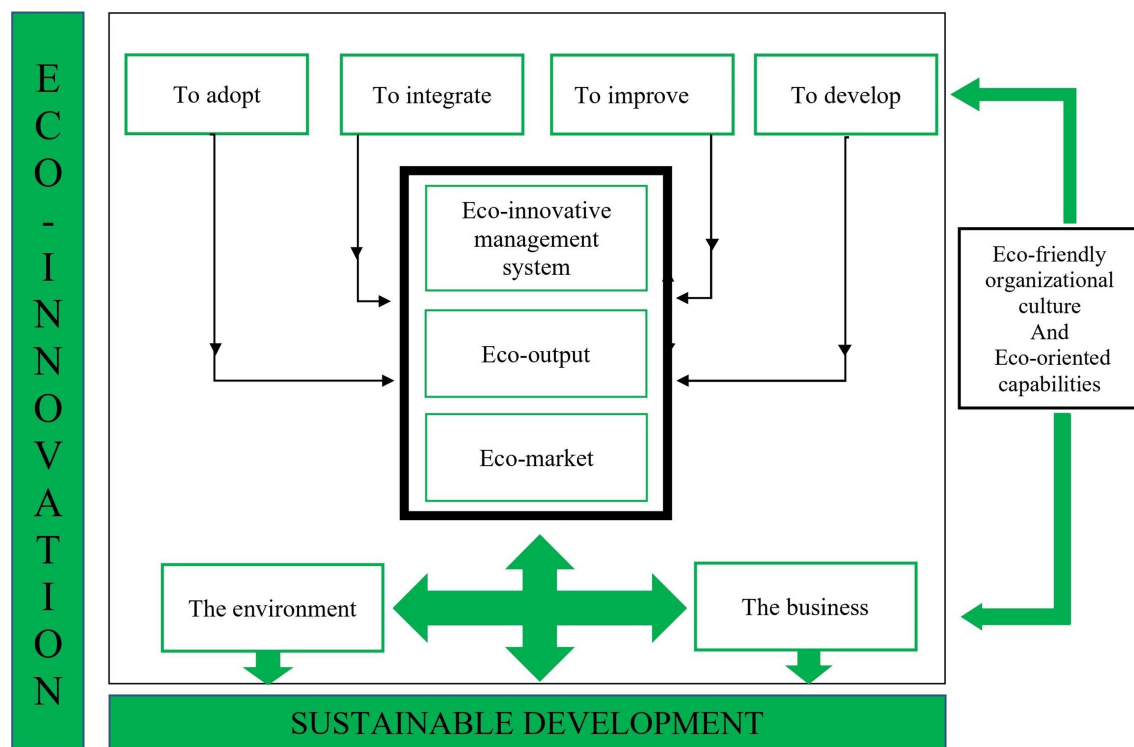 ECO-INNOVATION
To adopt
To integrate
To improve
To develop
Eco-innovative
management
system
Eco-output
Eco-market
Eco-friendly
organizational
culture
And
Eco-oriented
capabilities
The environment
The business
SUSTAINABLE DEVELOPMENT